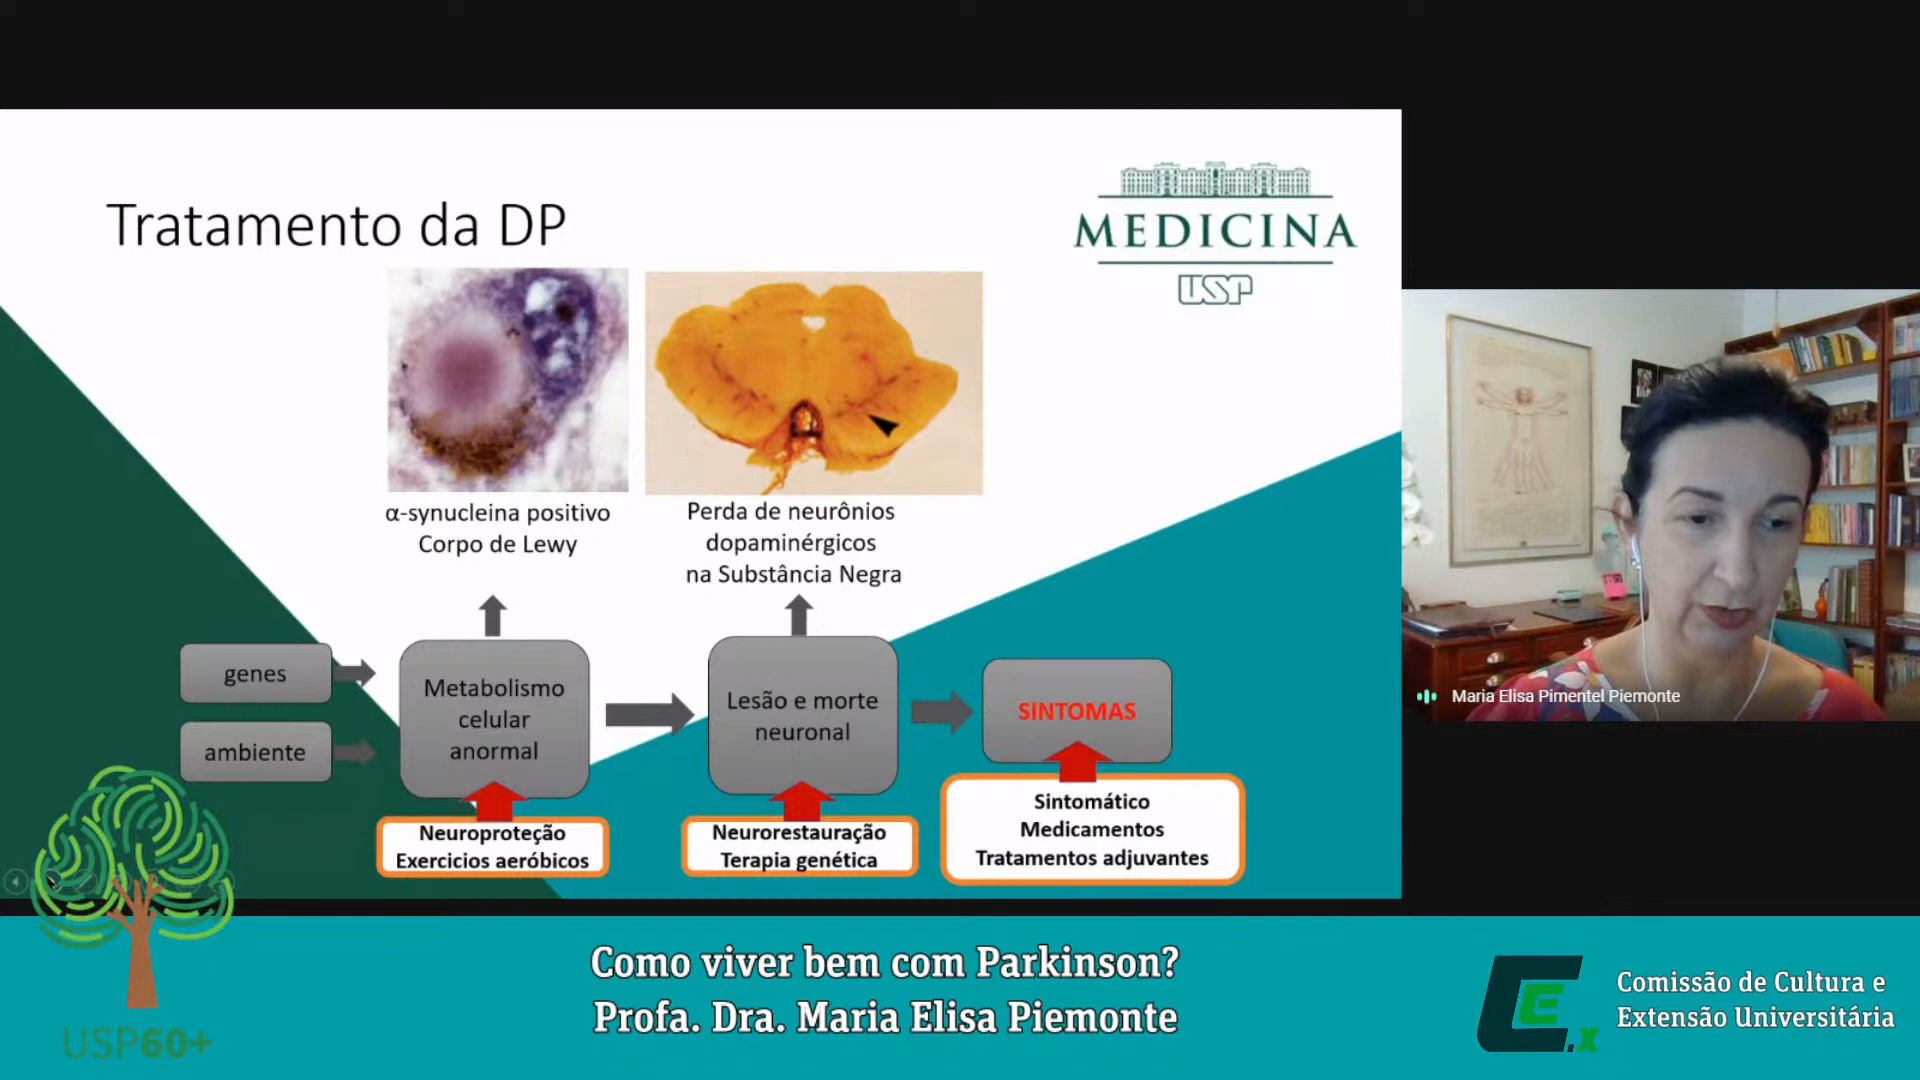 Tratamento da DP
MEDICINA
USP
α-synucleina positivo
Corpo de Lewy
Perda de neurônios
dopaminérgicos
na Substância Negra
genes
ambiente
Metabolismo
celular
anormal
Lesão e morte
neuronal
SINTOMAS
Neuroproteção
Exercicios aeróbicos
Neurorestauração
Terapia genética
Sintomático
Medicamentos
Tratamentos adjuvantes
Maria Elisa Pimentel Piemonte
USP60+
Como viver bem com Parkinson?
Profa. Dra. Maria Elisa Piemonte
CEx
Comissão de Cultura e
Extensão Universitária